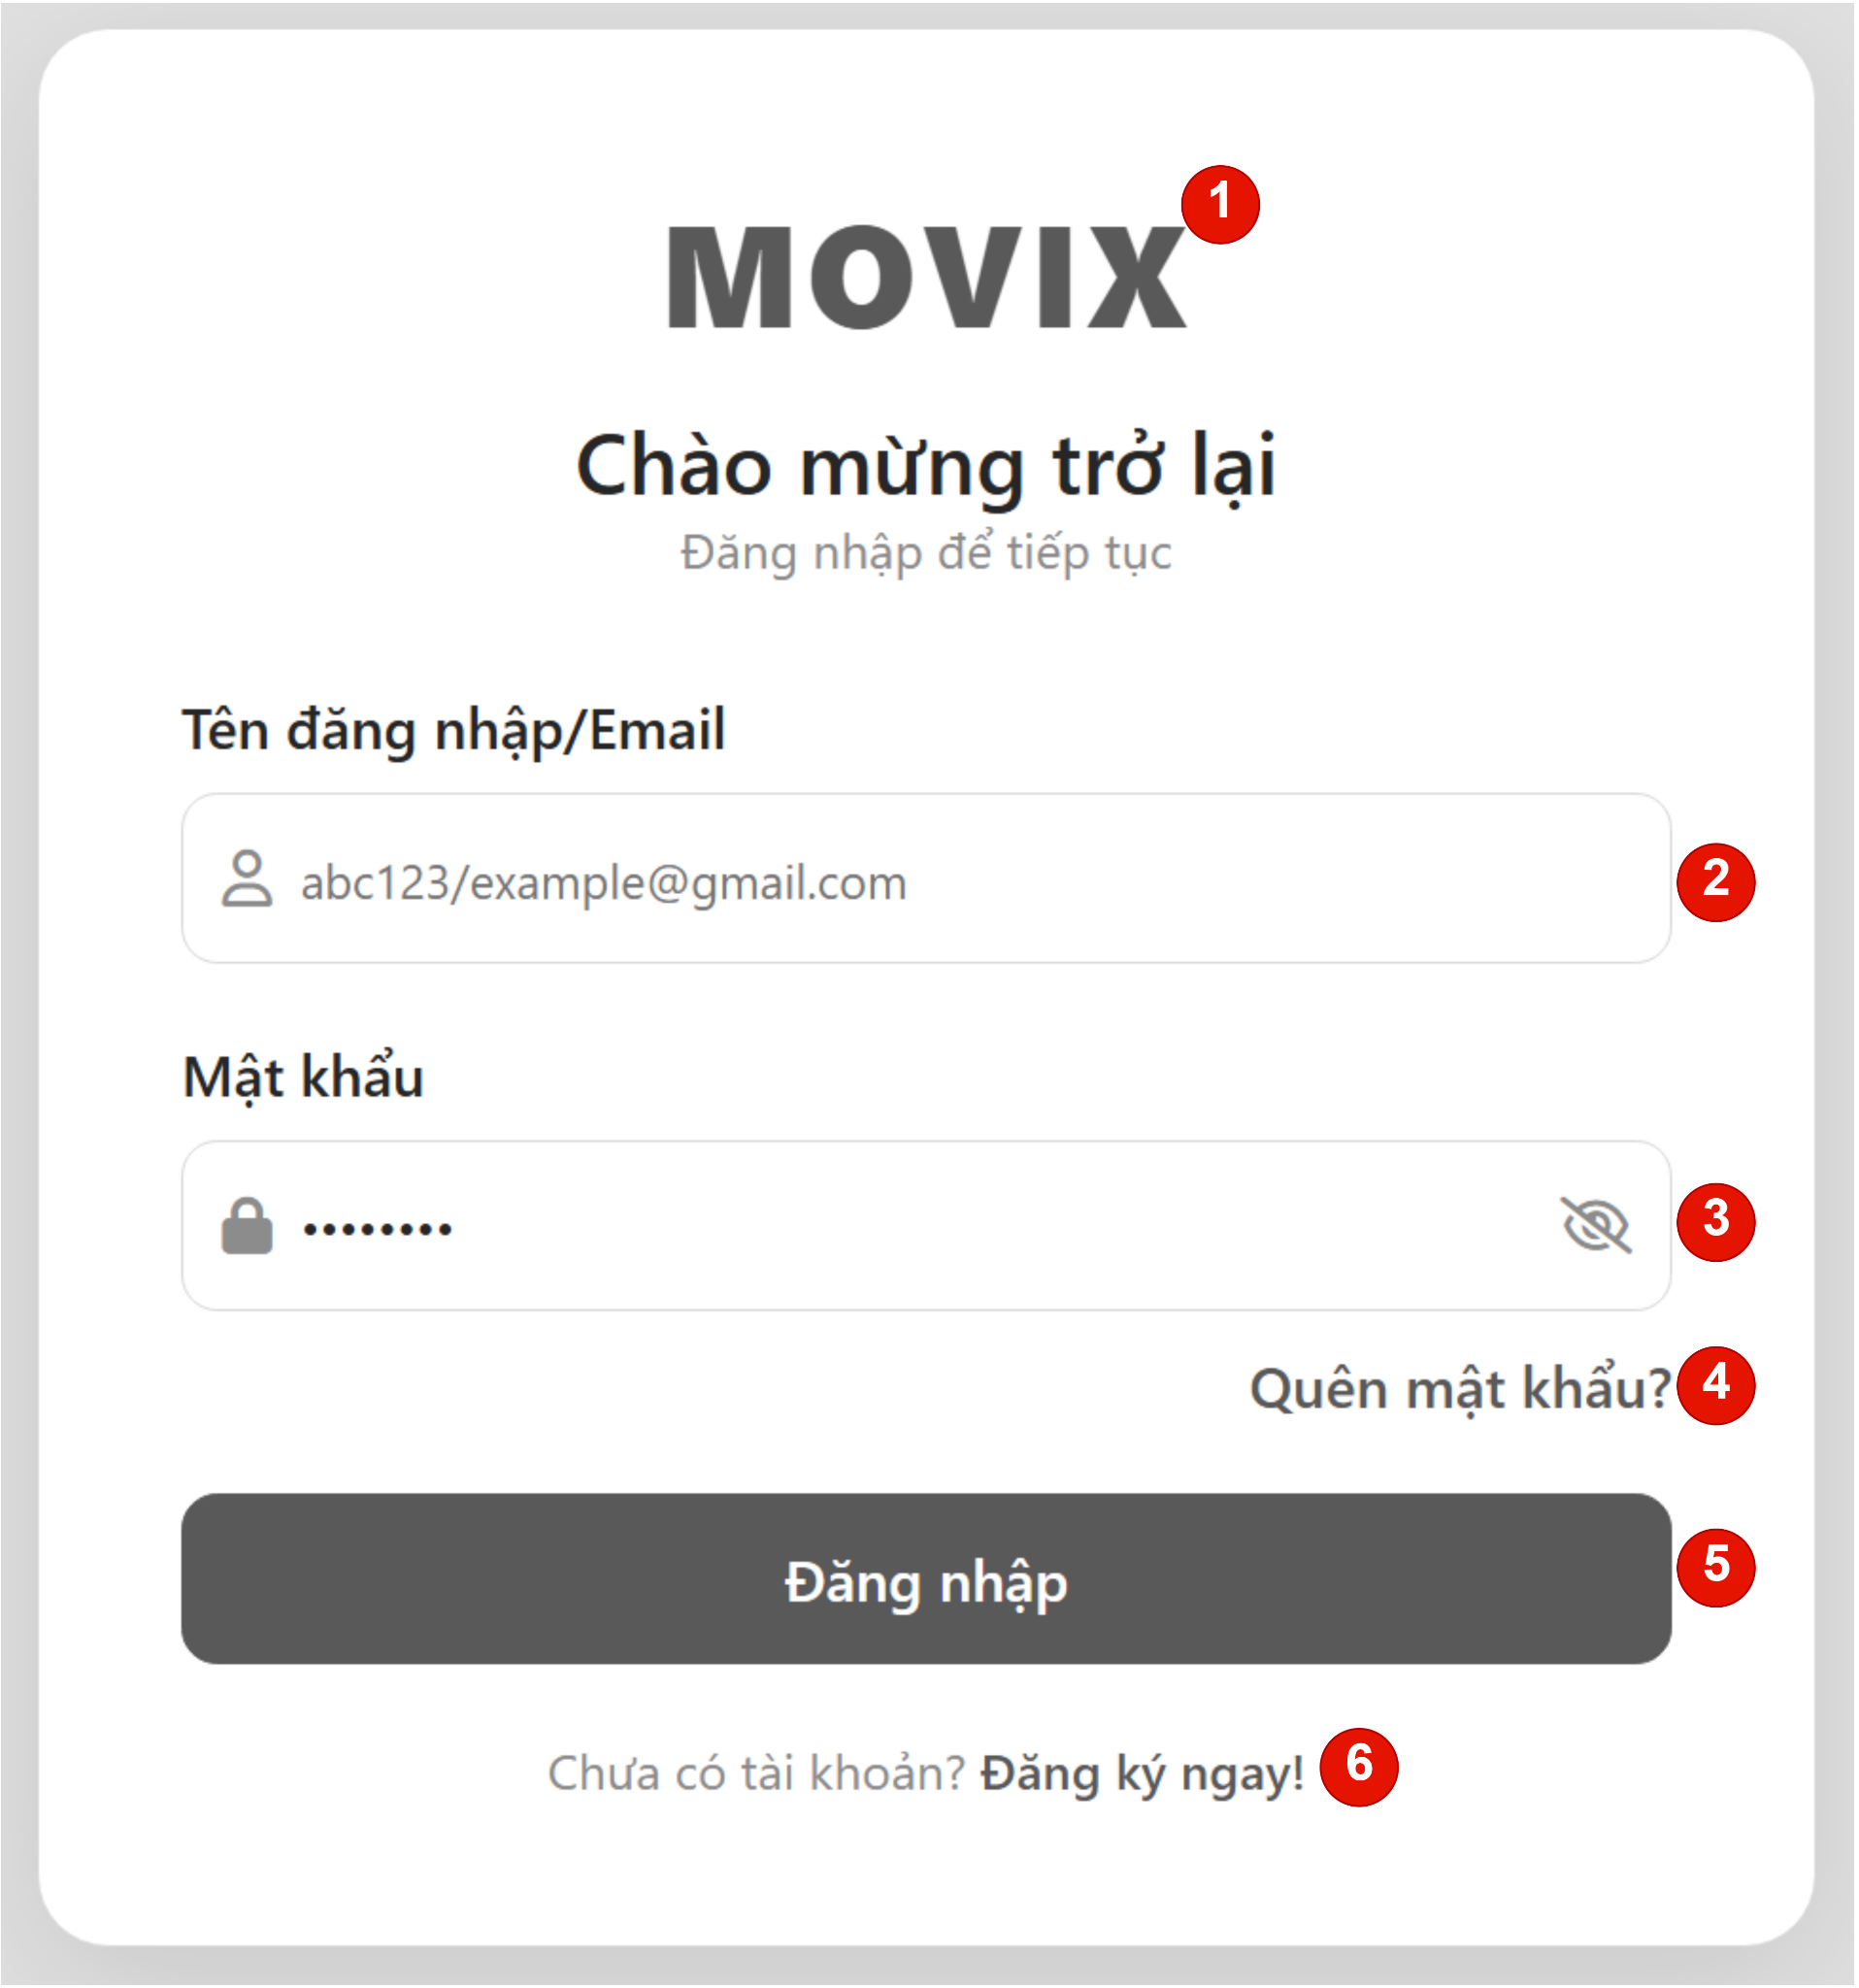 1
MOVIX
Chào mừng trở lại
Đăng nhập để tiếp tục
Tên đăng nhập/Email
abc123/example@gmail.com 2
Mật khẩu
•••••••• 3
Quên mật khẩu? 4
Đăng nhập 5
Chưa có tài khoản? Đăng ký ngay! 6